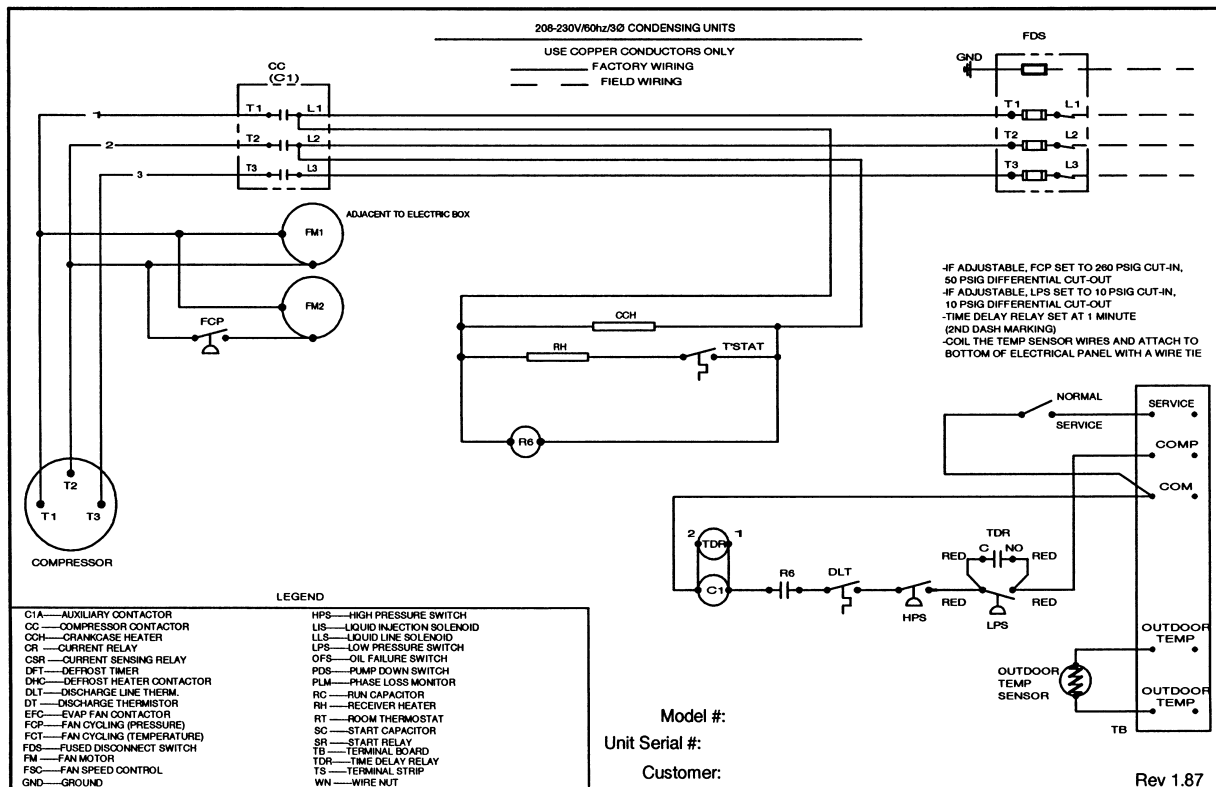 208-230V/60hz/3Ø CONDENSING UNITS
USE COPPER CONDUCTORS ONLY
FACTORY WIRING
FIELD WIRING
FDS
GND
CC
(C1)
T1 L1
T2 L2
T3 L3
T1 L1
T2 L2
T3 L3
1
2
3
FM1
ADJACENT TO ELECTRIC BOX
FM2
FCP
-IF ADJUSTABLE, FCP SET TO 260 PSIG CUT-IN,
50 PSIG DIFFERENTIAL CUT-OUT
-IF ADJUSTABLE, LPS SET TO 10 PSIG CUT-IN,
10 PSIG DIFFERENTIAL CUT-OUT
-TIME DELAY RELAY SET AT 1 MINUTE
(2ND DASH MARKING)
-COIL THE TEMP SENSOR WIRES AND ATTACH TO
BOTTOM OF ELECTRICAL PANEL WITH A WIRE TIE
CCH
RH
T"STAT
R6
NORMAL
SERVICE
SERVICE
COMP
COM
T2
T1 T3
COMPRESSOR
2 TDR 1
C1
R6
DLT
HPS
TDR
RED C NO RED
RED RED
LPS
OUTDOOR
TEMP
OUTDOOR
TEMP
SENSOR
OUTDOOR
TEMP
TB
LEGEND
C1A — AUXILIARY CONTACTOR
CC — COMPRESSOR CONTACTOR
CCH — CRANKCASE HEATER
CR — CURRENT RELAY
CSR — CURRENT SENSING RELAY
DFT — DEFROST TIMER
DHC — DEFROST HEATER CONTACTOR
DLT — DISCHARGE LINE THERM.
DT — DISCHARGE THERMISTOR
EFC — EVAP FAN CONTACTOR
FCP — FAN CYCLING (PRESSURE)
FCT — FAN CYCLING (TEMPERATURE)
FDS — FUSED DISCONNECT SWITCH
FM — FAN MOTOR
FSC — FAN SPEED CONTROL
GND — GROUND
HPS — HIGH PRESSURE SWITCH
LIS — LIQUID INJECTION SOLENOID
LLS — LIQUID LINE SOLENOID
LPS — LOW PRESSURE SWITCH
OFS — OIL FAILURE SWITCH
PDS — PUMP DOWN SWITCH
PLM — PHASE LOSS MONITOR
RC — RUN CAPACITOR
RH — RECEIVER HEATER
RT — ROOM THERMOSTAT
SC — START CAPACITOR
SR — START RELAY
TB — TERMINAL BOARD
TDR — TIME DELAY RELAY
TS — TERMINAL STRIP
WN — WIRE NUT
Model #:
Unit Serial #:
Customer:
Rev 1.87